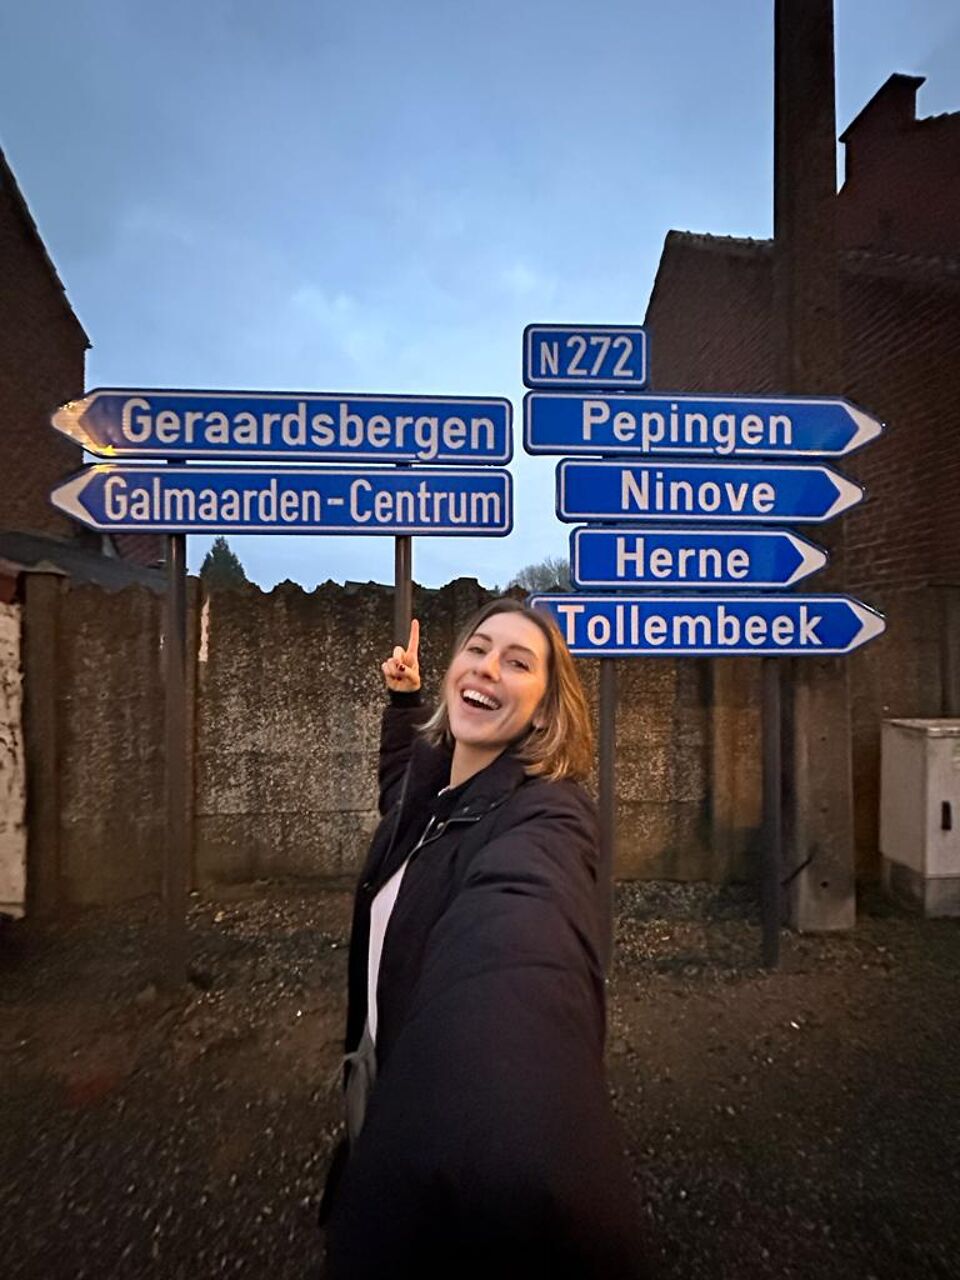 Geraardsbergen
Galmaarden-Centrum
N272
Pepingen
Ninove
Herne
Tollembeek